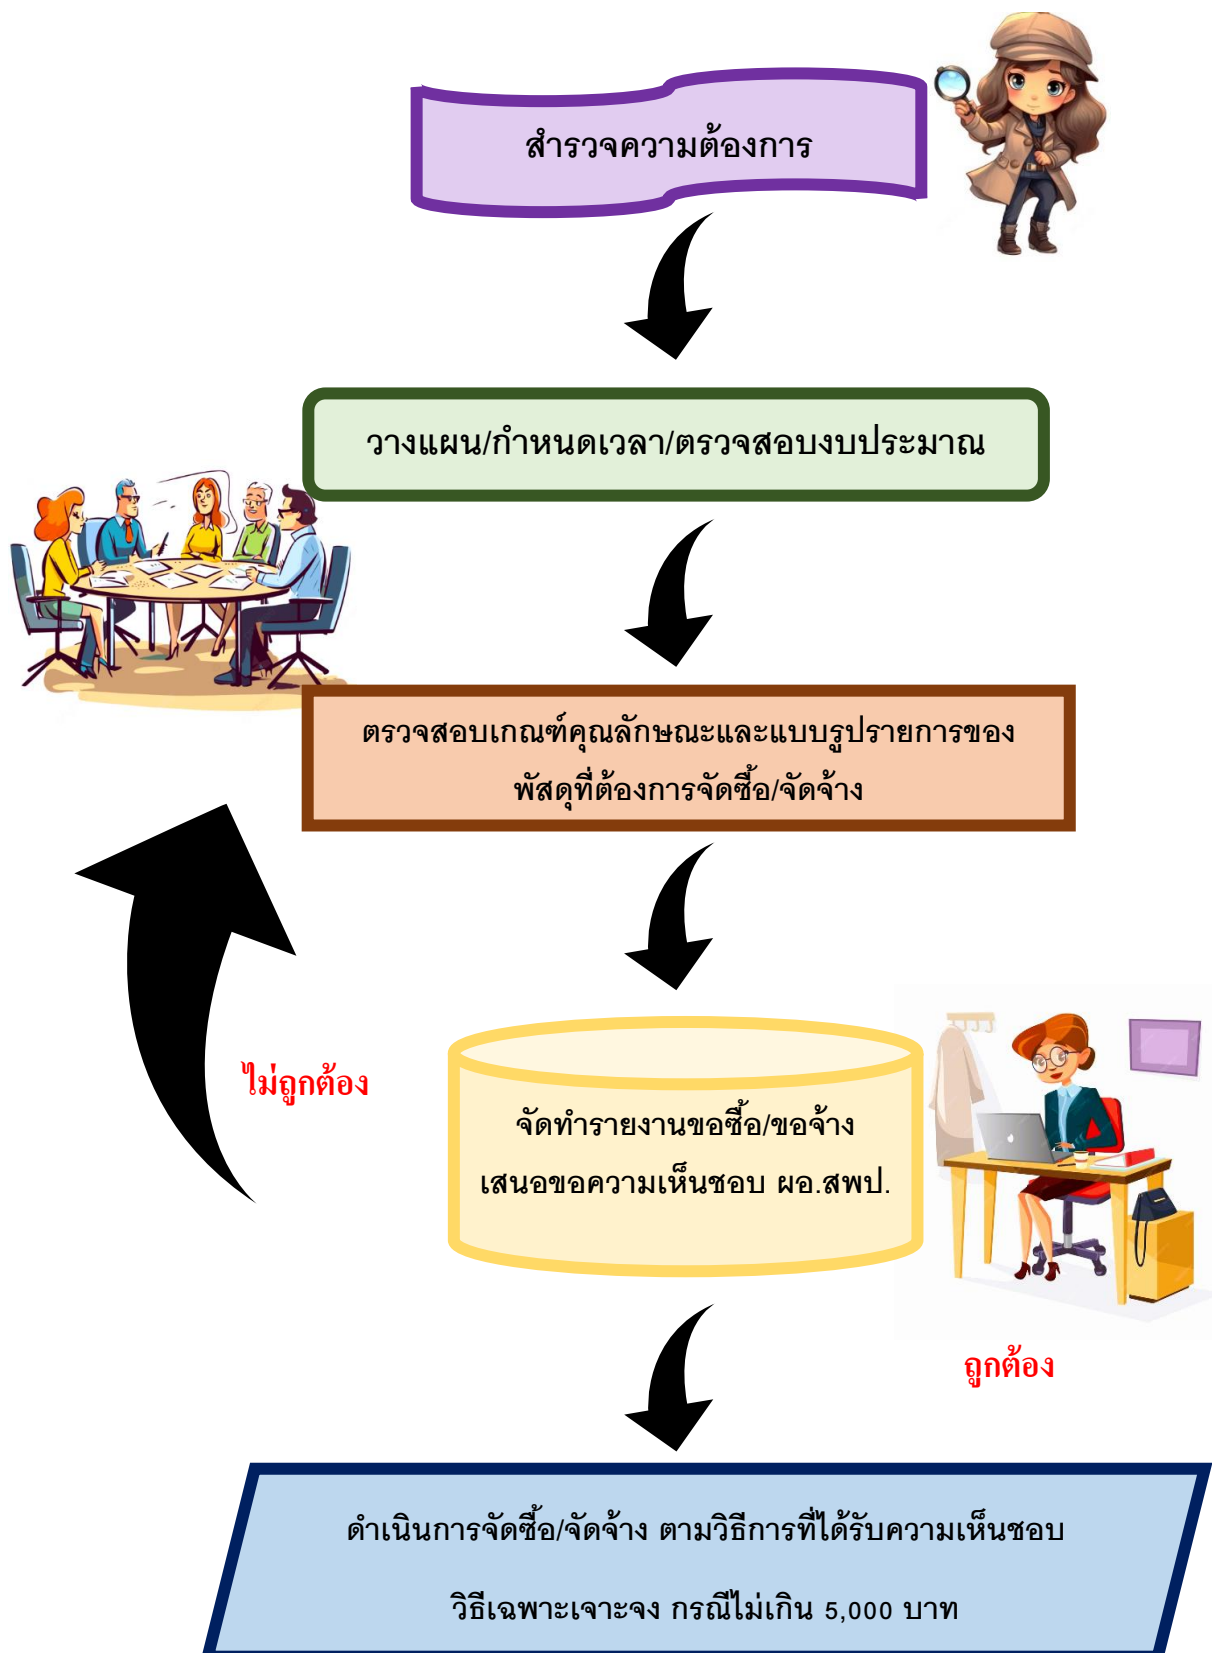 สำรวจความต้องการ
วางแผน/กำหนดเวลา/ตรวจสอบงบประมาณ
ตรวจสอบเกณฑ์คุณลักษณะและแบบรูปรายการของ
พัสดุที่ต้องการจัดซื้อ/จัดจ้าง
ไม่ถูกต้อง
จัดทำรายงานขอซื้อ/ขอจ้าง
เสนอขอความเห็นชอบ ผอ.สพป.
ถูกต้อง
ดำเนินการจัดซื้อ/จัดจ้าง ตามวิธีการที่ได้รับความเห็นชอบ
วิธีเฉพาะเจาะจง กรณีไม่เกิน 5,000 บาท